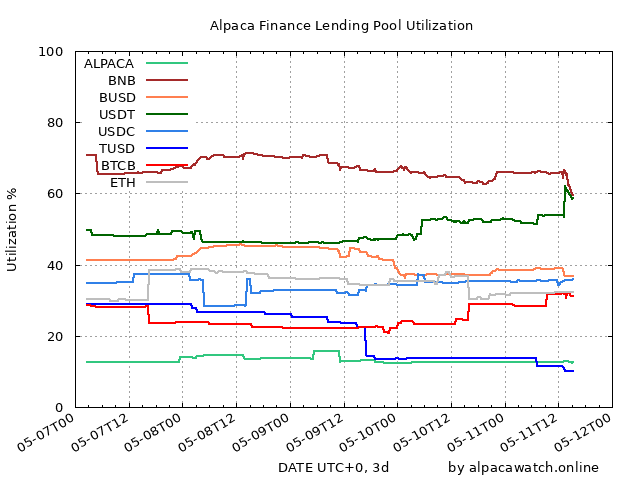 Alpaca Finance Lending Pool Utilization
100
80
60
40
20
0
Utilization %
ALPACA
BNB
BUSD
USDT
USDC
TUSD
BTCB
ETH
05-07T00
05-07T12
05-08T00
05-08T12
05-09T00
05-09T12
05-10T00
05-10T12
05-11T00
05-11T12
05-12T00
DATE UTC+0, 3d
by alpacawatch.online